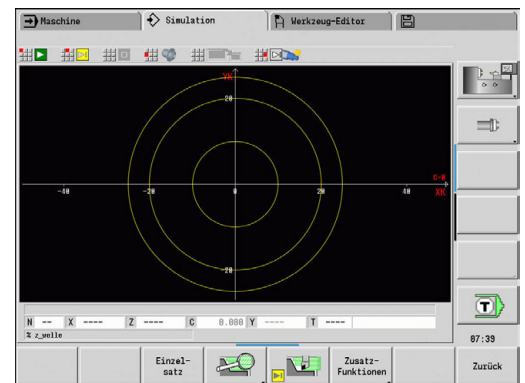 Maschine
Simulation
Werkzeug-Editor
YK
20
C-0
-40
-20
0
20
40
XK
-20
N -- X ---- Z ---- C 0.000 Y ---- T ----
% z_welle
T
07:39
Einzel-
satz
Zusatz-
Funktionen
Zurück